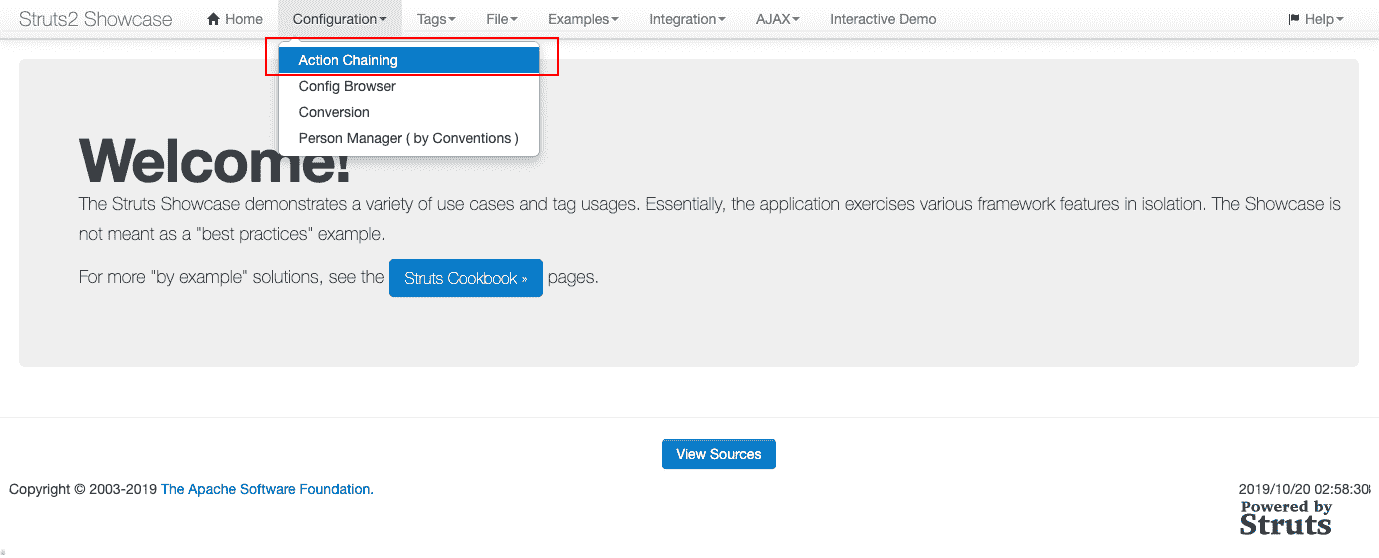 Struts2 Showcase Home Configuration Tags File Examples Integration AJAX Interactive Demo Help
Action Chaining
Config Browser
Conversion
Person Manager ( by Conventions )
Welcome!
The Struts Showcase demonstrates a variety of use cases and tag usages. Essentially, the application exercises various framework features in isolation. The Showcase is
not meant as a "best practices" example.
For more "by example" solutions, see the Struts Cookbook » pages.
View Sources
Copyright © 2003-2019 The Apache Software Foundation. 2019/10/20 02:58:308
Powered by
Struts